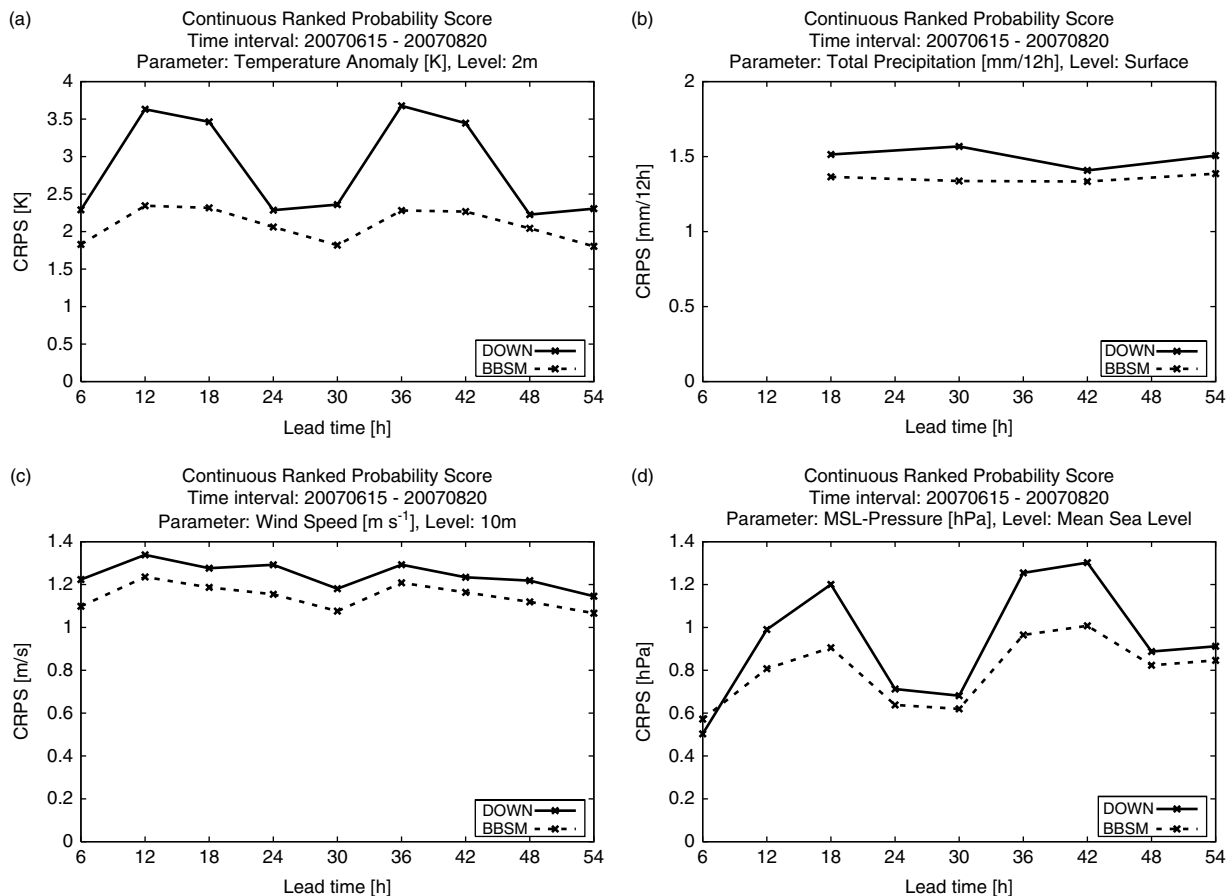 (a)
Continuous Ranked Probability Score
Time interval: 20070615 - 20070820
Parameter: Temperature Anomaly [K], Level: 2m
CRPS [K]
4
3.5
3
2.5
2
1.5
1
0.5
0
DOWN
BBSM
6 12 18 24 30 36 42 48 54
Lead time [h]
(b)
Continuous Ranked Probability Score
Time interval: 20070615 - 20070820
Parameter: Total Precipitation [mm/12h], Level: Surface
CRPS [mm/12h]
2
1.5
1
0.5
0
DOWN
BBSM
6 12 18 24 30 36 42 48 54
Lead time [h]
(c)
Continuous Ranked Probability Score
Time interval: 20070615 - 20070820
Parameter: Wind Speed [m s⁻¹], Level: 10m
CRPS [m/s]
1.4
1.2
1
0.8
0.6
0.4
0.2
0
DOWN
BBSM
6 12 18 24 30 36 42 48 54
Lead time [h]
(d)
Continuous Ranked Probability Score
Time interval: 20070615 - 20070820
Parameter: MSL-Pressure [hPa], Level: Mean Sea Level
CRPS [hPa]
1.4
1.2
1
0.8
0.6
0.4
0.2
0
DOWN
BBSM
6 12 18 24 30 36 42 48 54
Lead time [h]